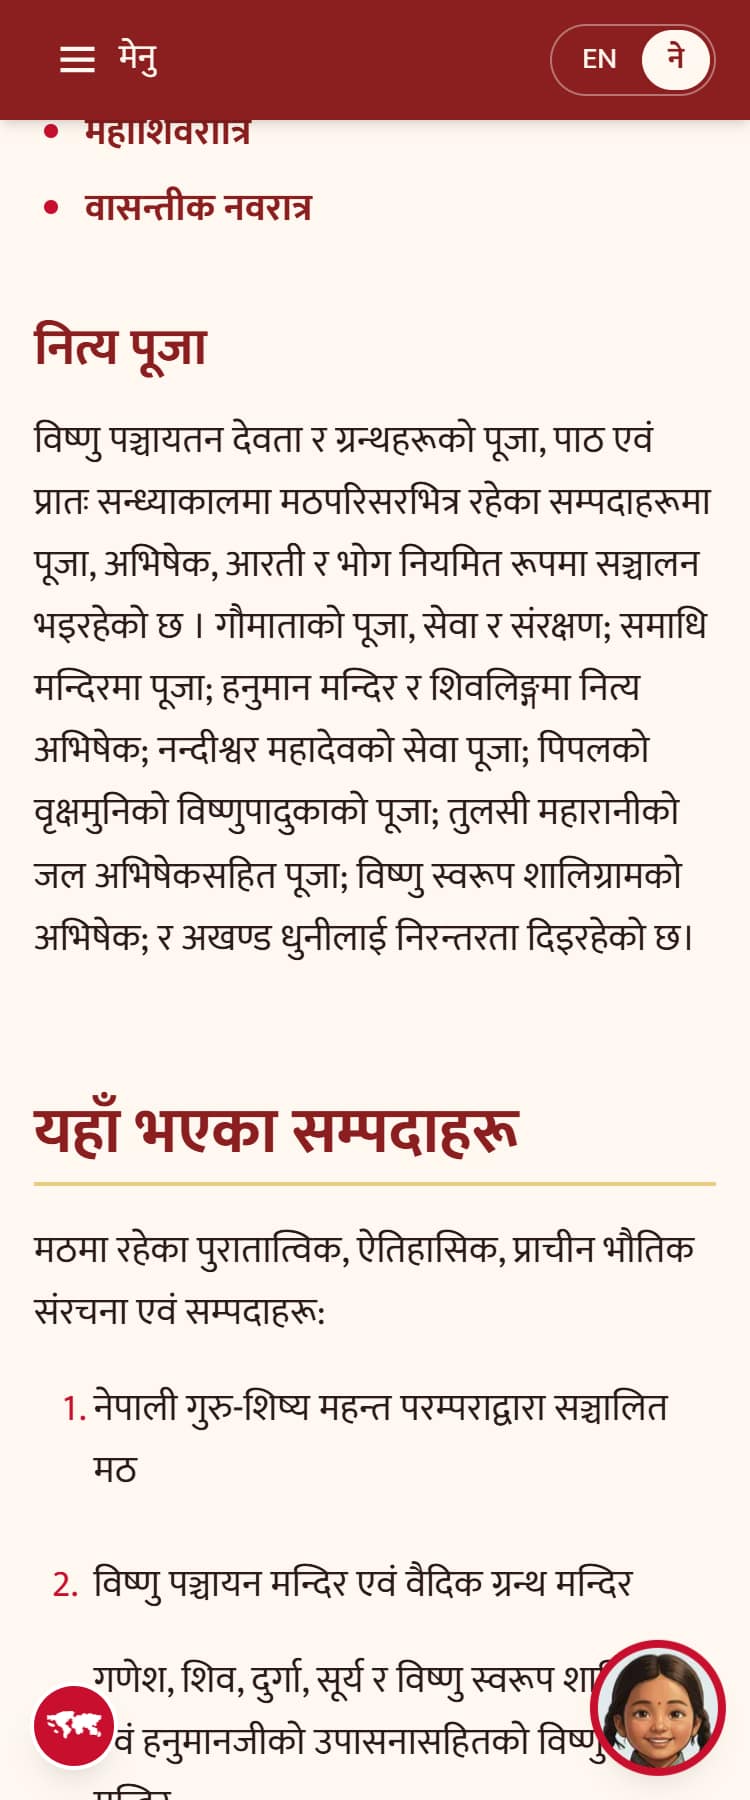 मेनु
EN ने
महाशिवरात्रि
वासन्तीक नवरात्र
नित्य पूजा
विष्णु पञ्चायतन देवता र ग्रन्थहरूको पूजा, पाठ एवं
प्रातः सन्ध्याकालमा मठपरिसरभित्र रहेका सम्पदाहरूमा
पूजा, अभिषेक, आरती र भोग नियमित रूपमा सञ्चालन
भइरहेको छ । गौमाताको पूजा, सेवा र संरक्षण; समाधि
मन्दिरमा पूजा; हनुमान मन्दिर र शिवलिङ्गमा नित्य
अभिषेक; नन्दीश्वर महादेवको सेवा पूजा; पिपलको
वृक्षमुनिको विष्णुपादुकाको पूजा; तुलसी महारानीको
जल अभिषेकसहित पूजा; विष्णु स्वरूप शालिग्रामको
अभिषेक; र अखण्ड धुनीलाई निरन्तरता दिइरहेको छ।
यहाँ भएका सम्पदाहरू
मठमा रहेका पुरातात्विक, ऐतिहासिक, प्राचीन भौतिक
संरचना एवं सम्पदाहरू:
1. नेपाली गुरु-शिष्य महन्त परम्पराद्वारा सञ्चालित
मठ
2. विष्णु पञ्चायन मन्दिर एवं वैदिक ग्रन्थ मन्दिर
गणेश, शिव, दुर्गा, सूर्य र विष्णु स्वरूप
हनुमानजीको उपासनासहितको